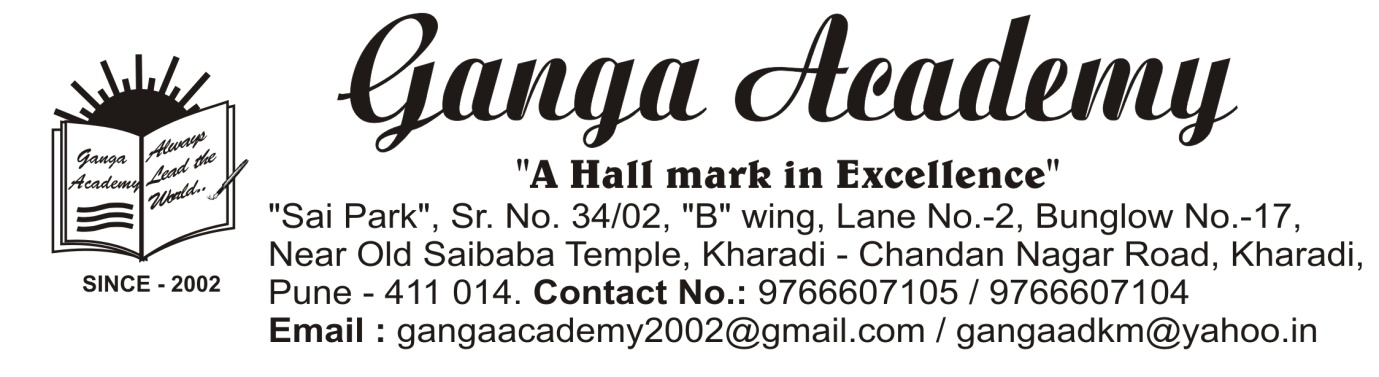 Ganga Academy
"A Hall mark in Excellence"
Ganga
Academy
Always
Lead the
World..
SINCE - 2002
"Sai Park", Sr. No. 34/02, "B" wing, Lane No.-2, Bunglow No.-17,
Near Old Saibaba Temple, Kharadi - Chandan Nagar Road, Kharadi,
Pune - 411 014. Contact No.: 9766607105 / 9766607104
Email : gangaacademy2002@gmail.com / gangaadkm@yahoo.in